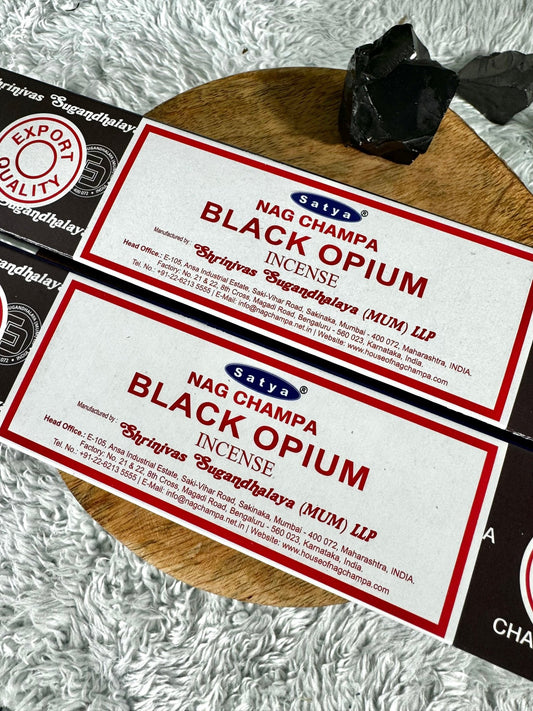 Shrinivas Sugandhalaya
EXPORT
QUALITY
Sugandhalaya
Satya®
NAG CHAMPA
BLACK OPIUM
INCENSE
Manufactured by :
Shrinivas Sugandhalaya (MUM) LLP
Head Office.: E-105, Ansa Industrial Estate, Saki-Vihar Road, Sakinaka, Mumbai - 400 072, Maharashtra, INDIA.
Factory: No. 21 & 22, 8th Cross, Magadi Road, Bengaluru - 560 023, Karnataka, India.
Tel. No.: +91-22-6213 5555 | E-Mail: info@nagchampa.net.in | Website: www.houseofnagchampa.com
andhalaya
Satya®
NAG CHAMPA
BLACK OPIUM
INCENSE
Manufactured by :
Shrinivas Sugandhalaya (MUM) LLP
Head Office.: E-105, Ansa Industrial Estate, Saki-Vihar Road, Sakinaka, Mumbai - 400 072, Maharashtra, INDIA.
Factory: No. 21 & 22, 8th Cross, Magadi Road, Bengaluru - 560 023, Karnataka, India.
Tel. No.: +91-22-6213 5555 | E-Mail: info@nagchampa.net.in | Website: www.houseofnagchampa.com
A
CHA